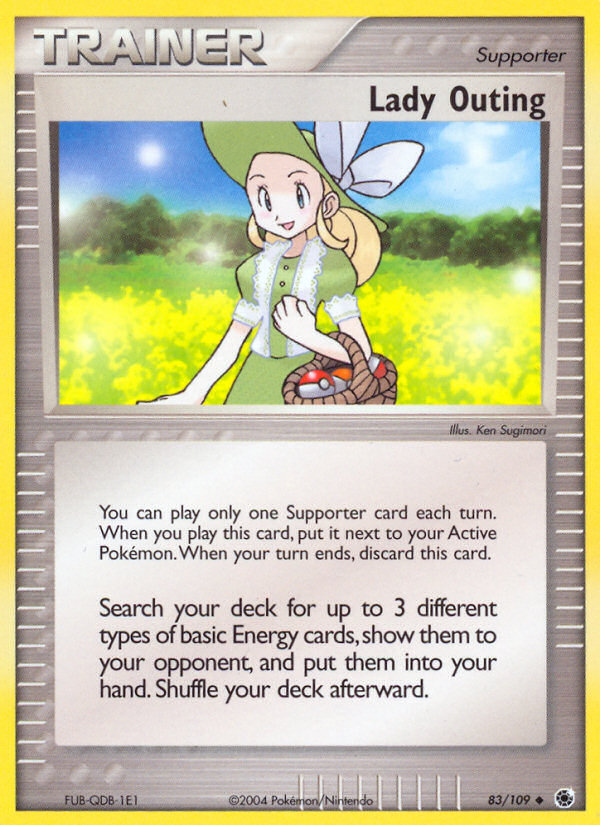 TRAINER
Supporter
Lady Outing
Illus. Ken Sugimori
You can play only one Supporter card each turn.
When you play this card, put it next to your Active
Pokémon. When your turn ends, discard this card.
Search your deck for up to 3 different
types of basic Energy cards, show them to
your opponent, and put them into your
hand. Shuffle your deck afterward.
FUB-QDB-1E1
©2004 Pokémon/Nintendo
83/109